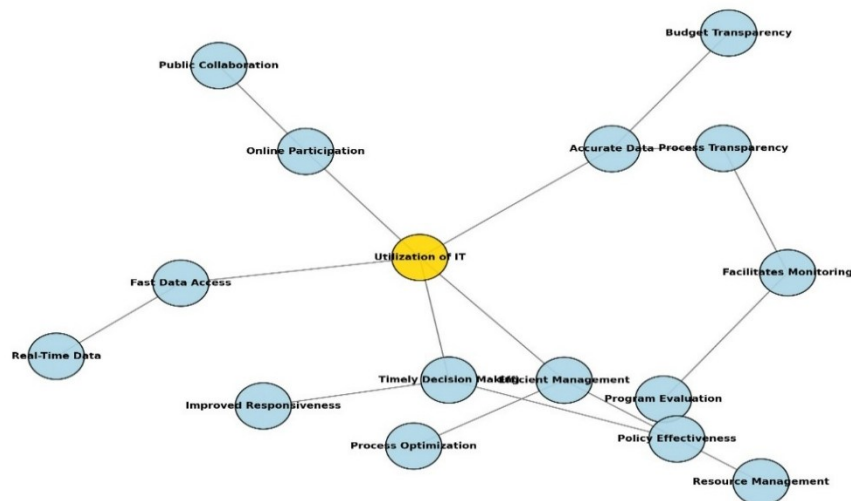 Budget Transparency
Public Collaboration
Online Participation
Accurate Data
Process Transparency
Utilization of IT
Facilitates Monitoring
Fast Data Access
Real-Time Data
Timely Decision Making
Efficient Management
Improved Responsiveness
Program Evaluation
Process Optimization
Policy Effectiveness
Resource Management